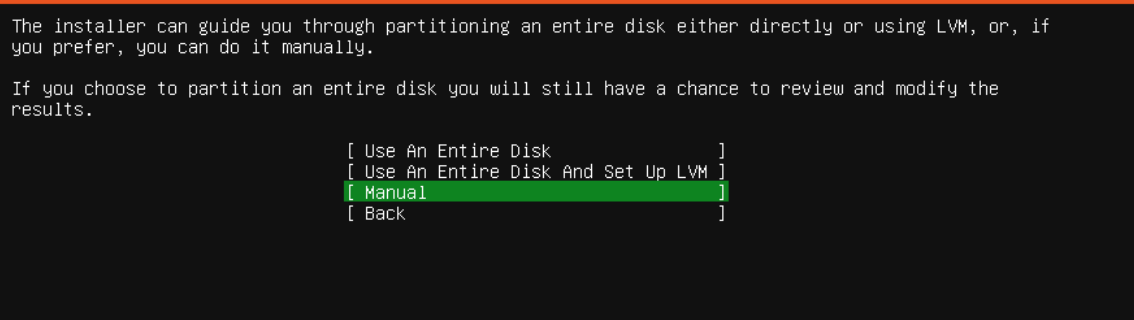 The installer can guide you through partitioning an entire disk either directly or using LVM, or, if
you prefer, you can do it manually.
If you choose to partition an entire disk you will still have a chance to review and modify the
results.
[ Use An Entire Disk ]
[ Use An Entire Disk And Set Up LVM ]
[ Manual ]
[ Back ]